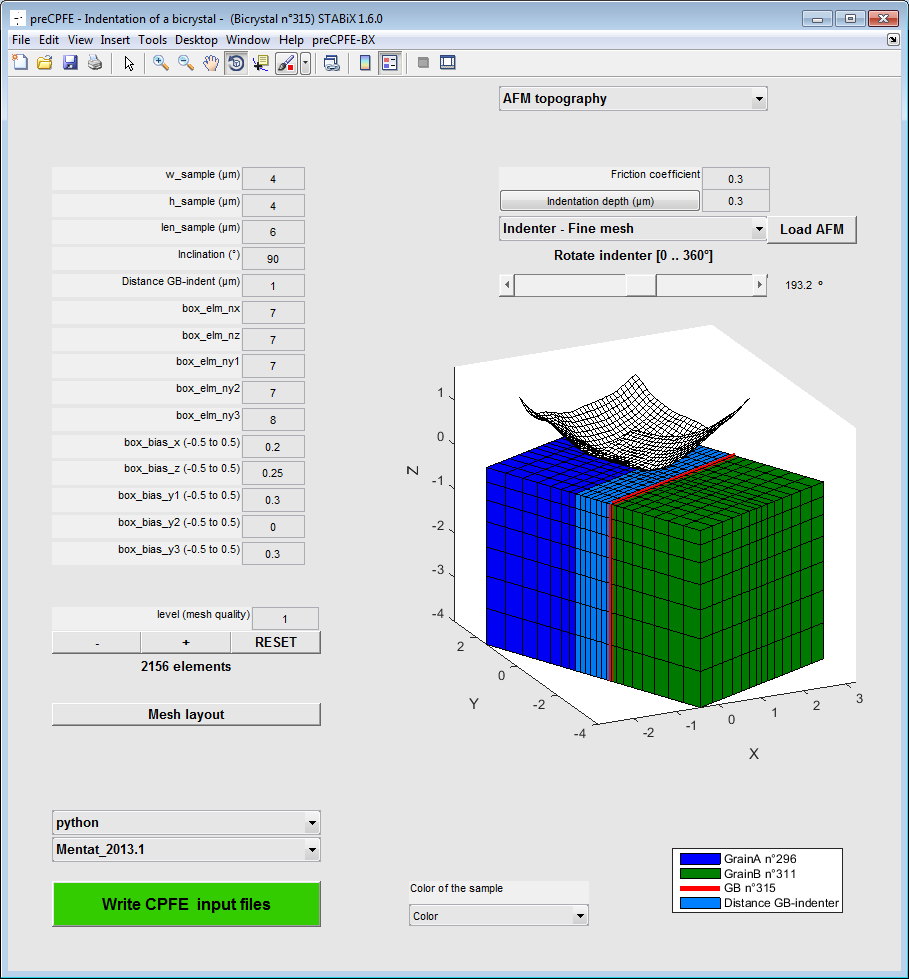 preCPFE - Indentation of a bicrystal - (Bicrystal n°315) STABiX 1.6.0
File Edit View Insert Tools Desktop Window Help preCPFE-BX
AFM topography
w_sample (µm) 4
h_sample (µm) 4
len_sample (µm) 6
Inclination (°) 90
Distance GB-indent (µm) 1
box_elm_nx 7
box_elm_nz 7
box_elm_ny1 7
box_elm_ny2 7
box_elm_ny3 8
box_bias_x (-0.5 to 0.5) 0.2
box_bias_z (-0.5 to 0.5) 0.25
box_bias_y1 (-0.5 to 0.5) 0.3
box_bias_y2 (-0.5 to 0.5) 0
box_bias_y3 (-0.5 to 0.5) 0.3
Friction coefficient 0.3
Indentation depth (µm) 0.3
Indenter - Fine mesh Load AFM
Rotate indenter [0 .. 360°]
193.2 °
1
0
-1
-2
-3
-4
Z
2
0
-2
-4
Y
-2
-1
0
1
2
3
X
level (mesh quality) 1
- + RESET
2156 elements
Mesh layout
python
Mentat_2013.1
Write CPFE input files
Color of the sample
Color
GrainA n°296
GrainB n°311
GB n°315
Distance GB-indenter